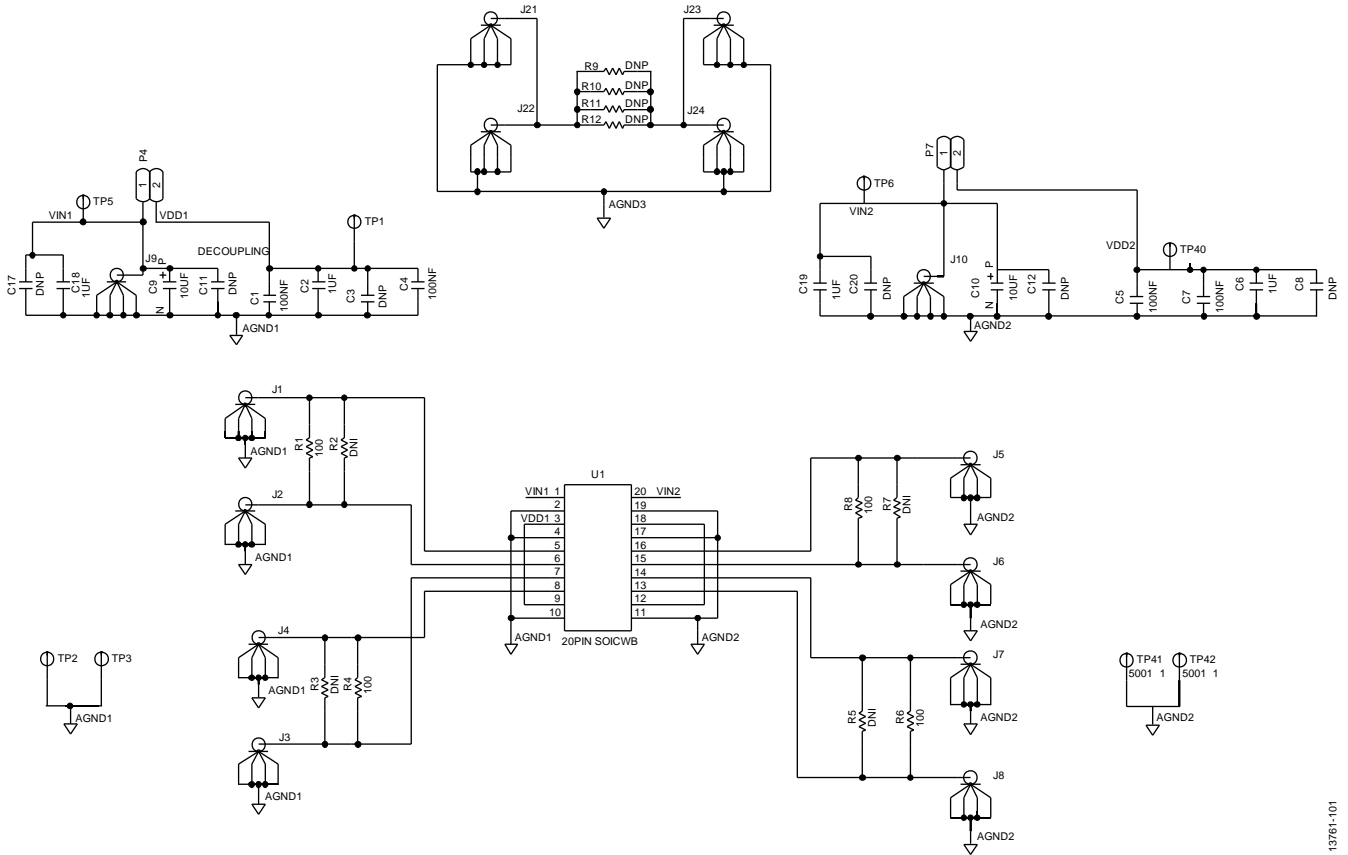 J21
J23
R9 DNP
R10 DNP
R11 DNP
R12 DNP
J22
J24
AGND3
P4
1
2
TP5
VIN1
VDD1
TP1
J9
DECOUPLING
P
+
N
C17
DNP
C18
1UF
C9
10UF
C11
DNP
C1
100NF
C2
1UF
C3
DNP
C4
100NF
AGND1
P7
1
2
TP6
VIN2
VDD2
TP40
J10
P
+
N
C19
1UF
C20
DNP
C10
10UF
C12
DNP
C5
100NF
C7
100NF
C6
1UF
C8
DNP
AGND2
J1
AGND1
R1
100
R2
DNI
J2
AGND1
U1
VIN1 1 20 VIN2
2 19
VDD1 3 18
4 17
5 16
6 15
7 14
8 13
9 12
10 11
AGND1
AGND2
20PIN SOICWB
J5
AGND2
R8
100
R7
DNI
J6
AGND2
J4
AGND1
R3
DNI
R4
100
J3
AGND1
J7
AGND2
R5
DNI
R6
100
J8
AGND2
TP2 TP3
AGND1
TP41 TP42
5001 1 5001 1
AGND2
13761-101